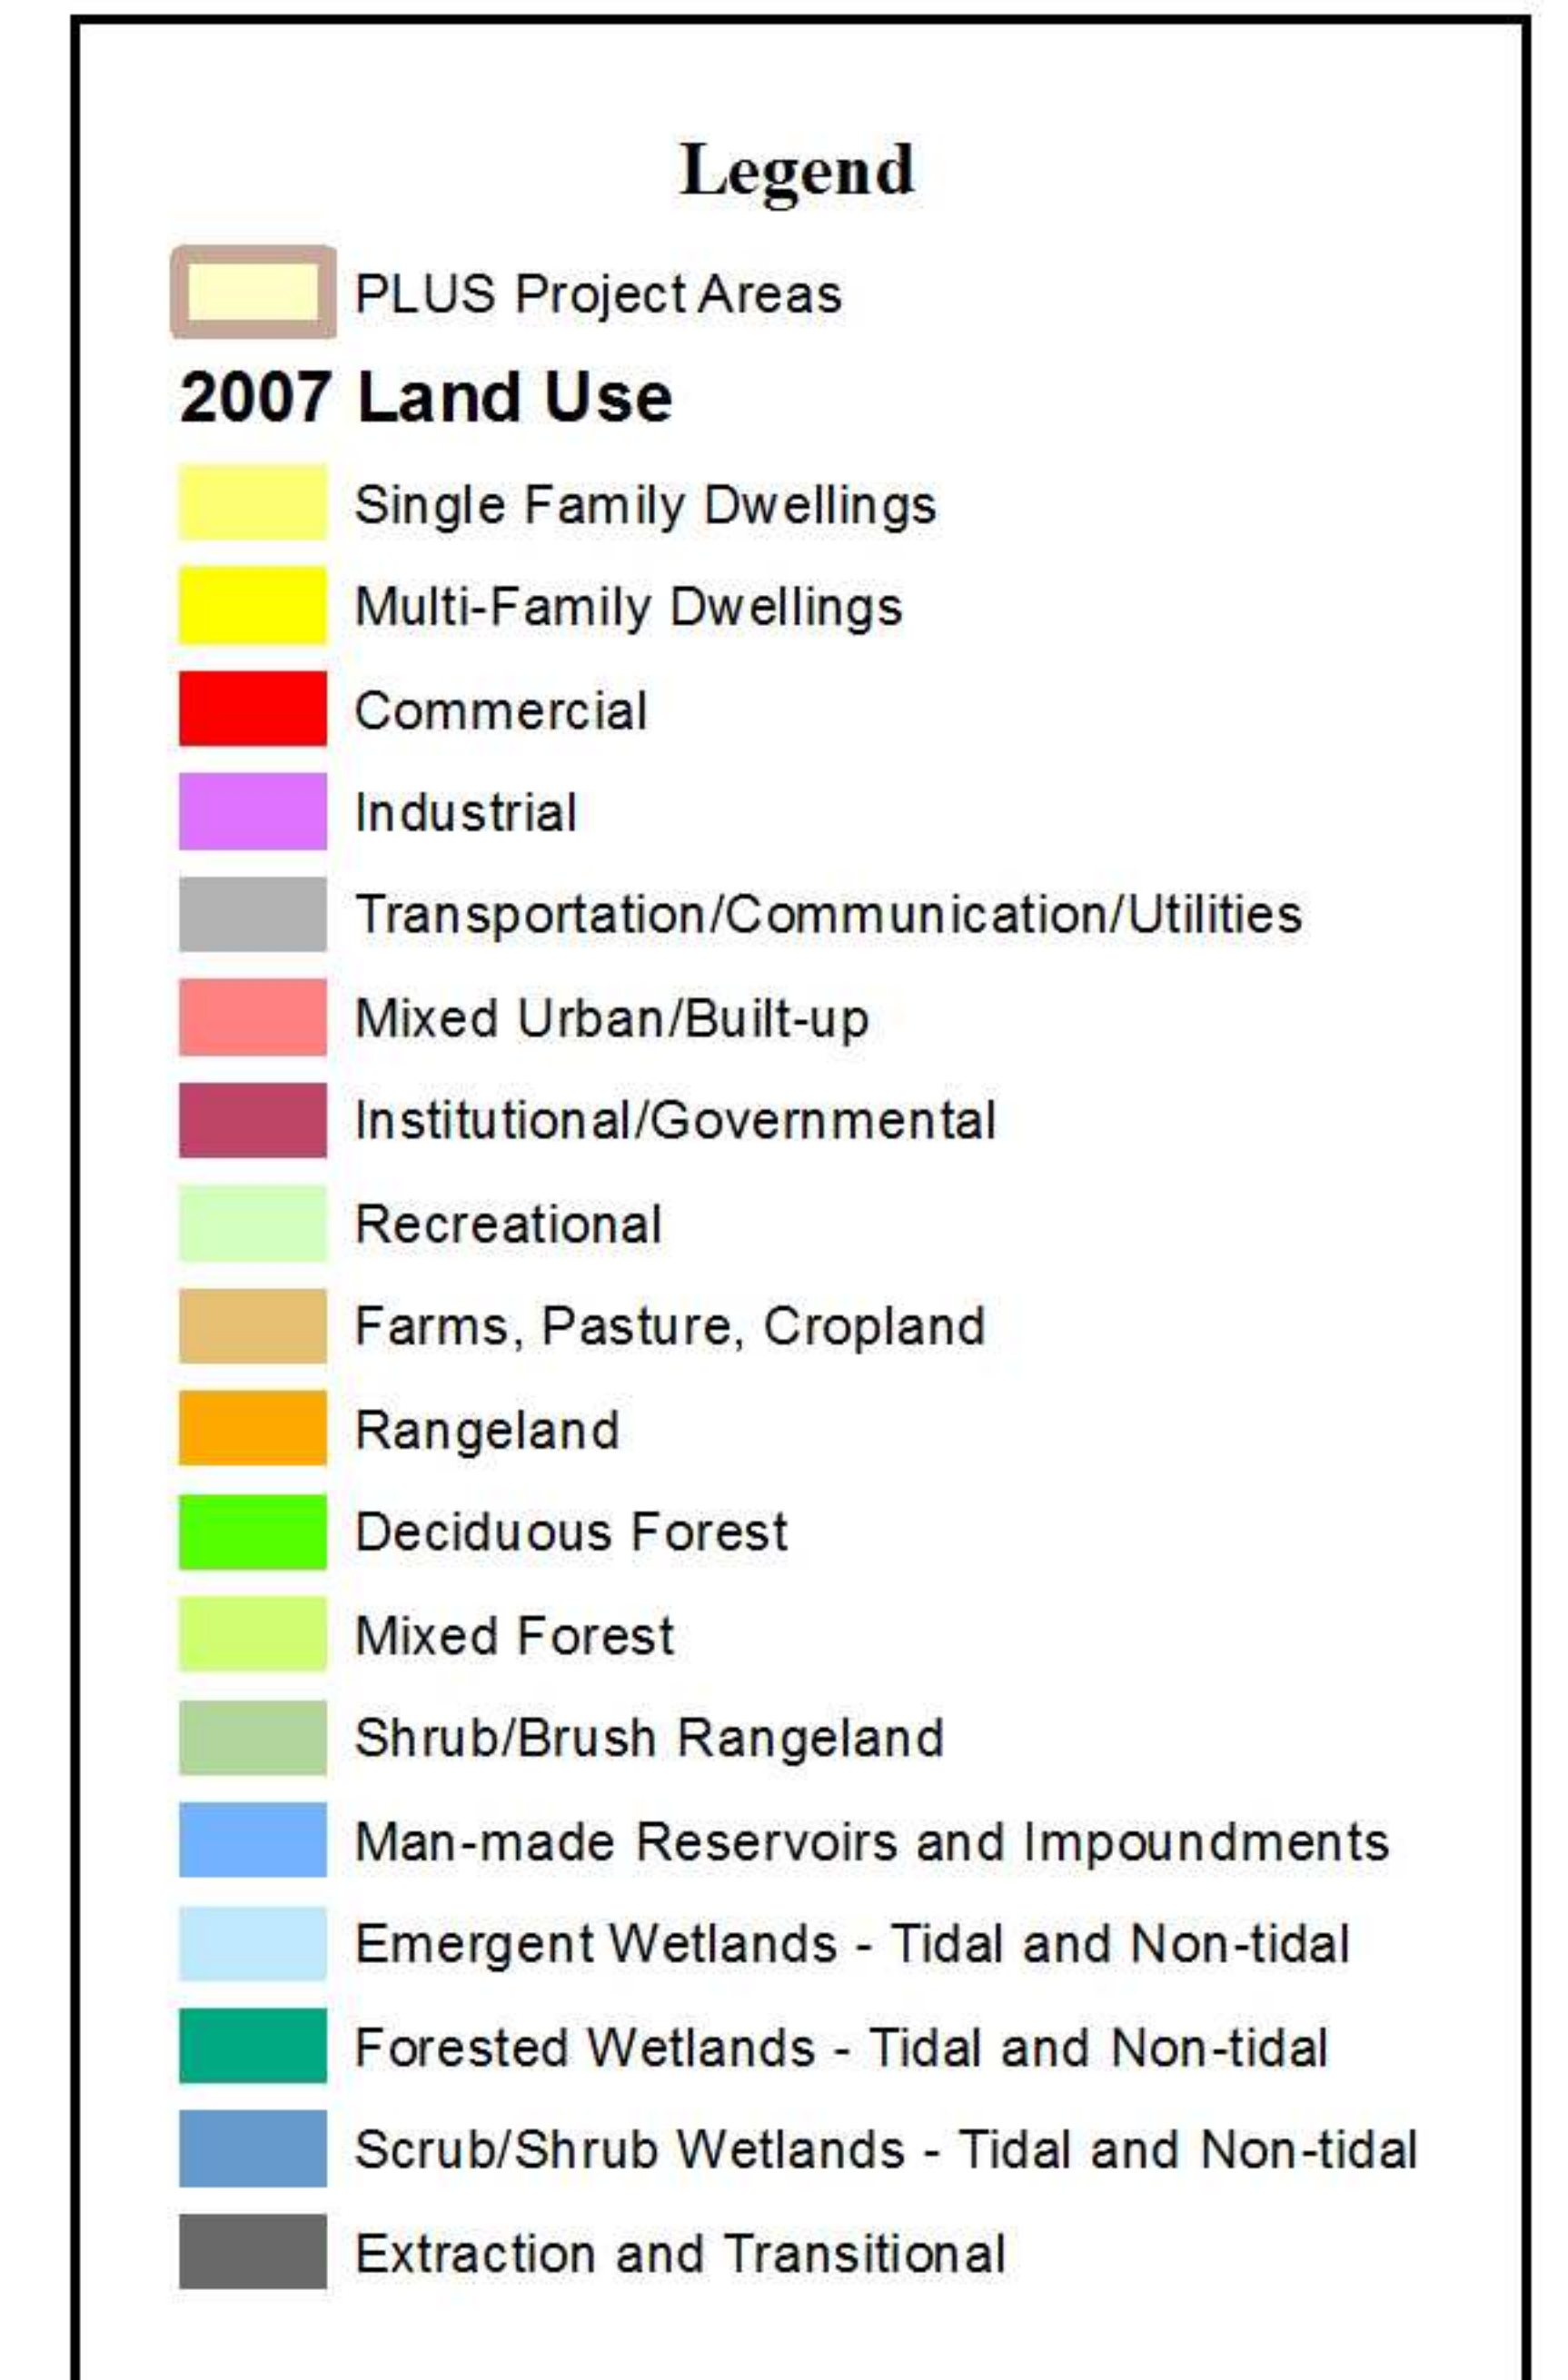 Legend
PLUS Project Areas
2007 Land Use
Single Family Dwellings
Multi-Family Dwellings
Commercial
Industrial
Transportation/Communication/Utilities
Mixed Urban/Built-up
Institutional/Governmental
Recreational
Farms, Pasture, Cropland
Rangeland
Deciduous Forest
Mixed Forest
Shrub/Brush Rangeland
Man-made Reservoirs and Impoundments
Emergent Wetlands - Tidal and Non-tidal
Forested Wetlands - Tidal and Non-tidal
Scrub/Shrub Wetlands - Tidal and Non-tidal
Extraction and Transitional